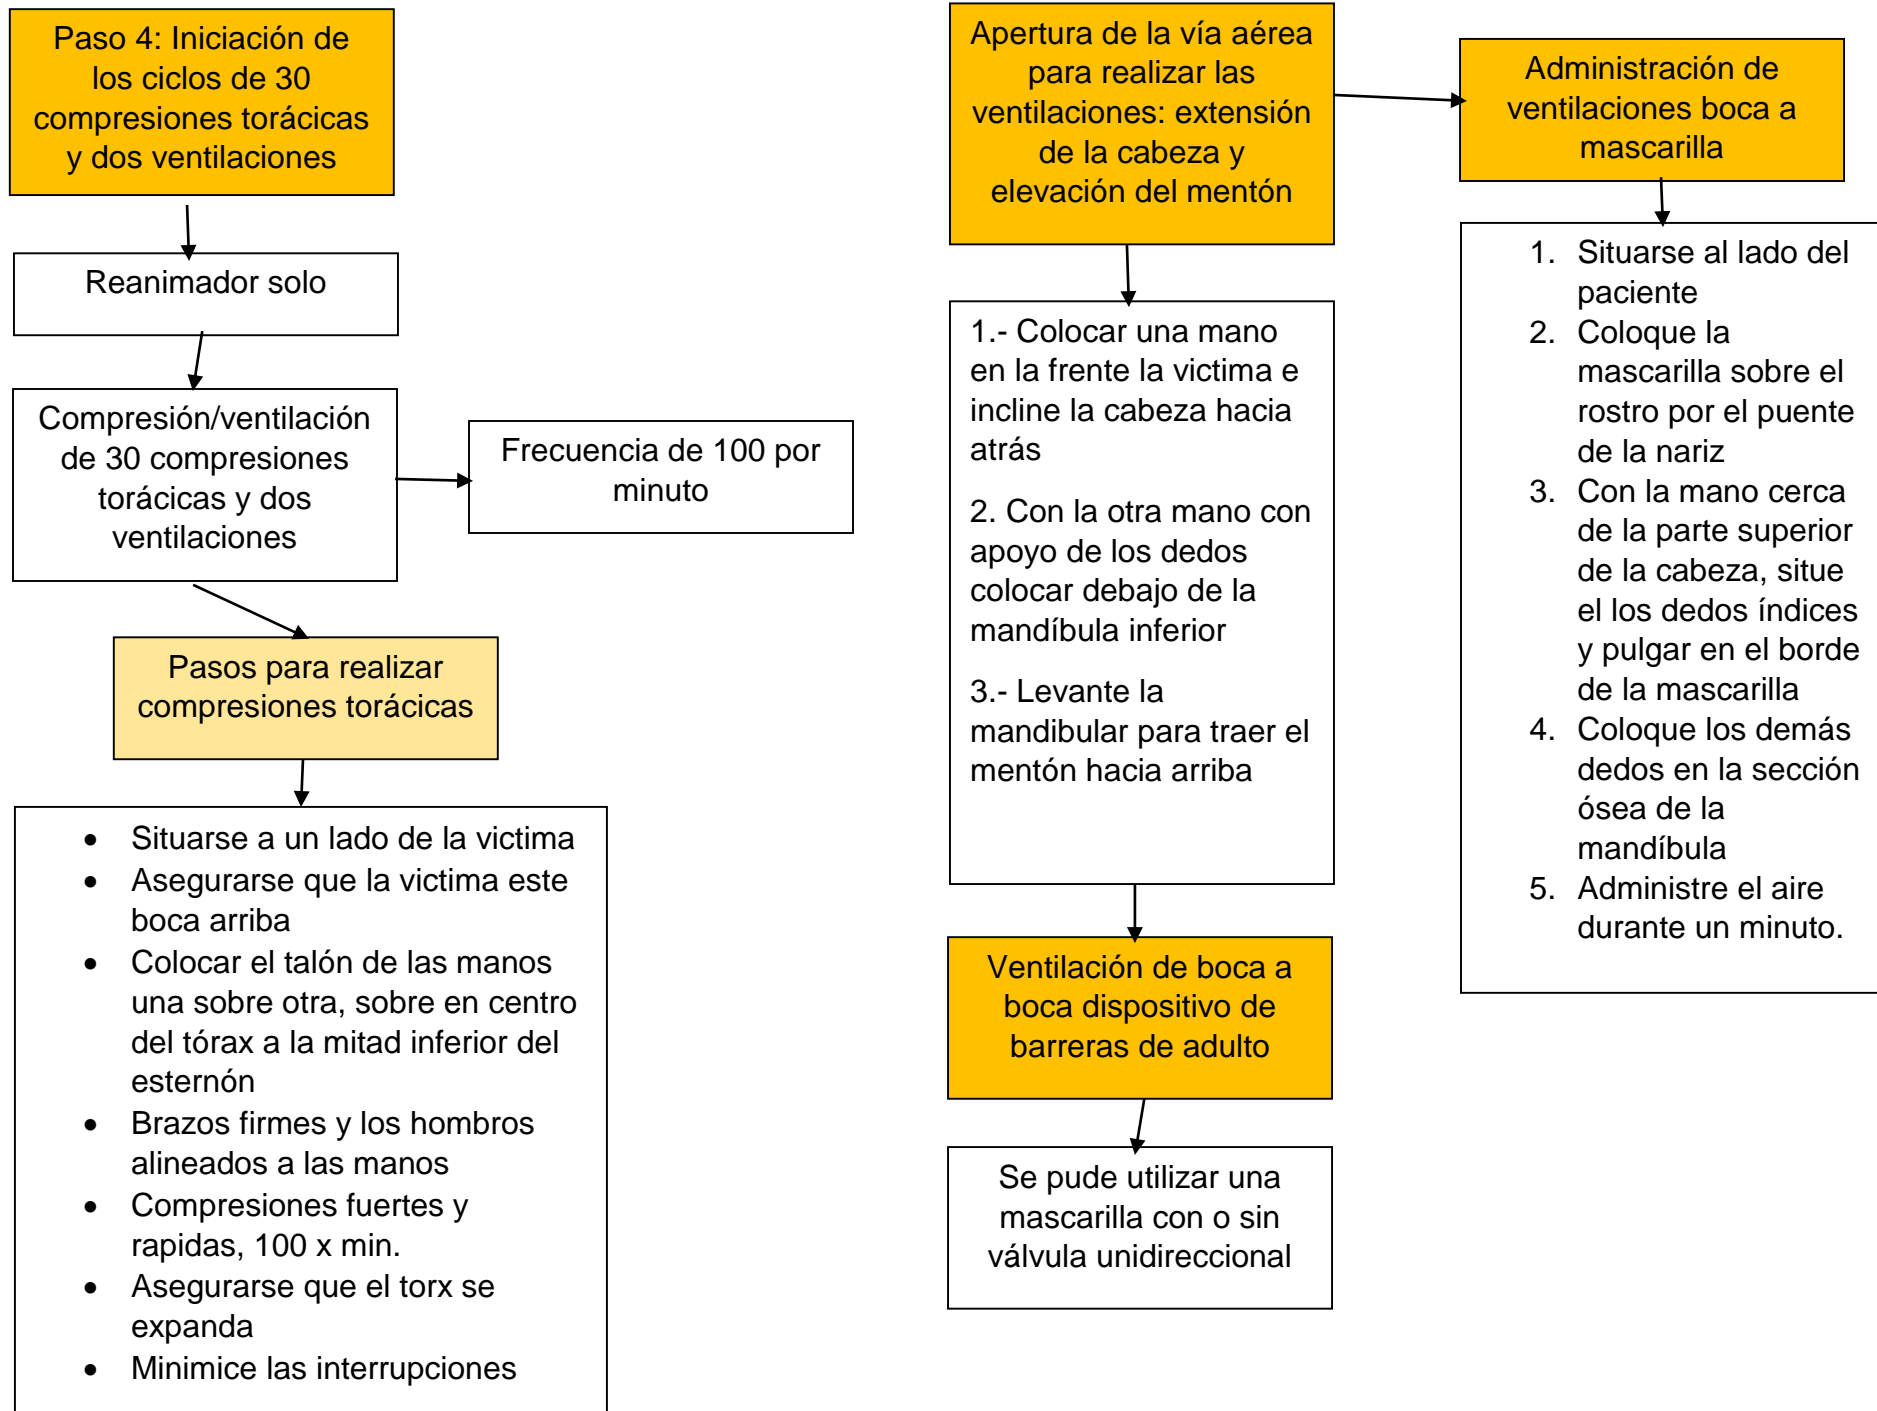 Paso 4: Iniciación de
los ciclos de 30
compresiones torácicas
y dos ventilaciones
Reanimador solo
Compresión/ventilación
de 30 compresiones
torácicas y dos
ventilaciones
Frecuencia de 100 por
minuto
Pasos para realizar
compresiones torácicas
• Situarse a un lado de la victima
• Asegurarse que la victima este
boca arriba
• Colocar el talón de las manos
una sobre otra, sobre en centro
del tórax a la mitad inferior del
esternón
• Brazos firmes y los hombros
alineados a las manos
• Compresiones fuertes y
rapidas, 100 x min.
• Asegurarse que el torx se
expanda
• Minimice las interrupciones
Apertura de la vía aérea
para realizar las
ventilaciones: extensión
de la cabeza y
elevación del mentón
1.- Colocar una mano
en la frente la victima e
incline la cabeza hacia
atrás
2. Con la otra mano con
apoyo de los dedos
colocar debajo de la
mandíbula inferior
3.- Levante la
mandibular para traer el
mentón hacia arriba
Ventilación de boca a
boca dispositivo de
barreras de adulto
Se pude utilizar una
mascarilla con o sin
válvula unidireccional
Administración de
ventilaciones boca a
mascarilla
1. Situarse al lado del
paciente
2. Coloque la
mascarilla sobre el
rostro por el puente
de la nariz
3. Con la mano cerca
de la parte superior
de la cabeza, situe
el los dedos índices
y pulgar en el borde
de la mascarilla
4. Coloque los demás
dedos en la sección
ósea de la
mandíbula
5. Administre el aire
durante un minuto.